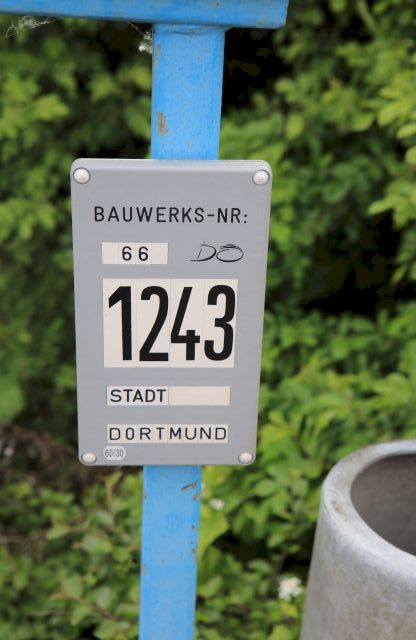 BAUWERKS-NR:
66 DO
1243
STADT
DORTMUND
60/30